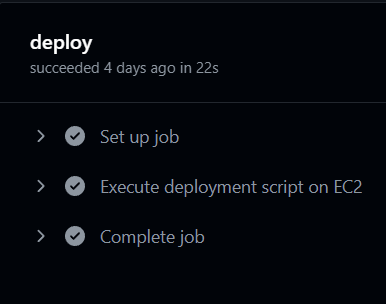 deploy
succeeded 4 days ago in 22s
Set up job
Execute deployment script on EC2
Complete job